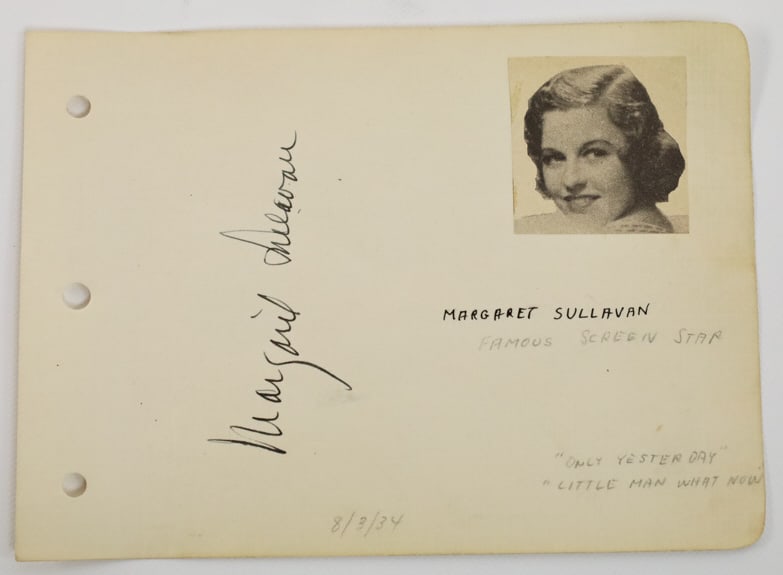 Margaret Sullavan
MARGARET SULLAVAN
FAMOUS SCREEN STAR
"ONLY YESTERDAY"
"LITTLE MAN WHAT NOW
8/3/34